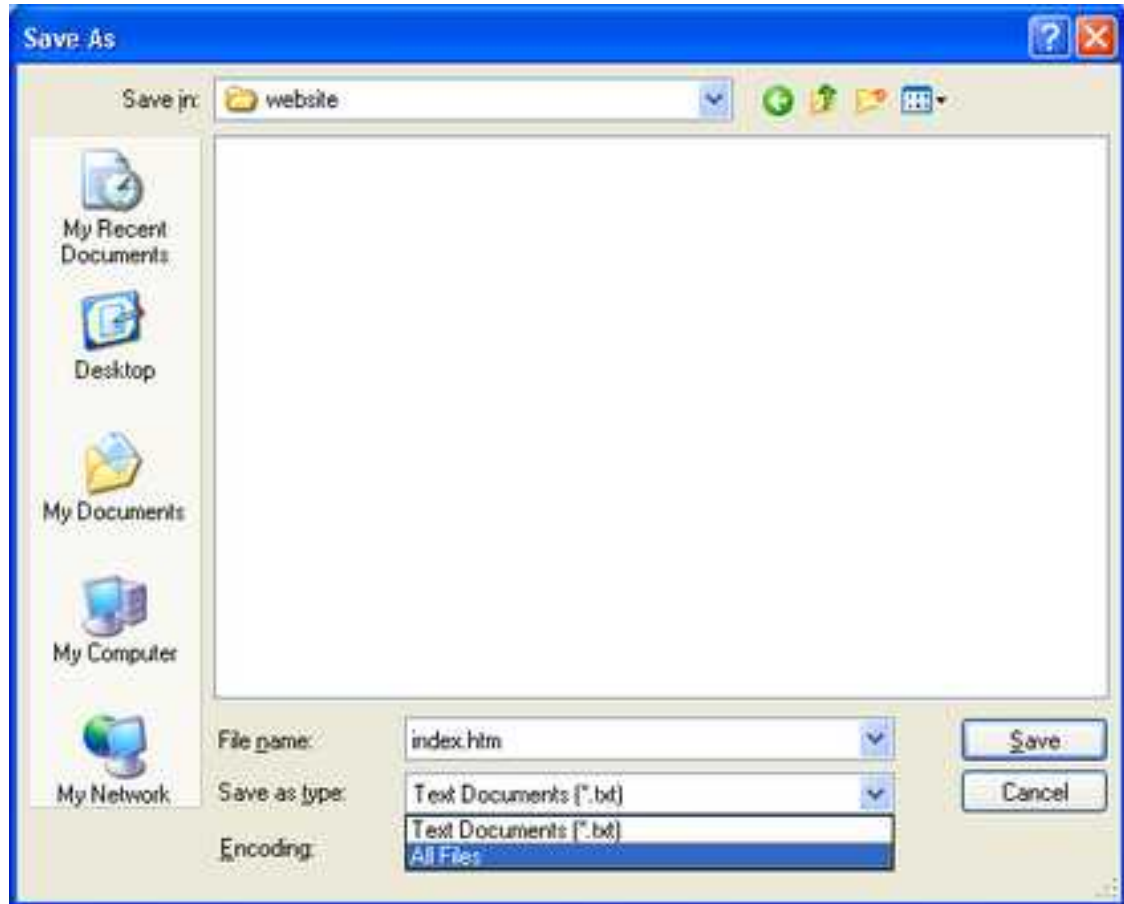 Save As
Save in:
website
My Recent
Documents
Desktop
My Documents
My Computer
My Network
File name:
index.htm
Save
Save as type:
Text Documents (*.txt)
Cancel
Text Documents (*.txt)
Encoding:
All Files